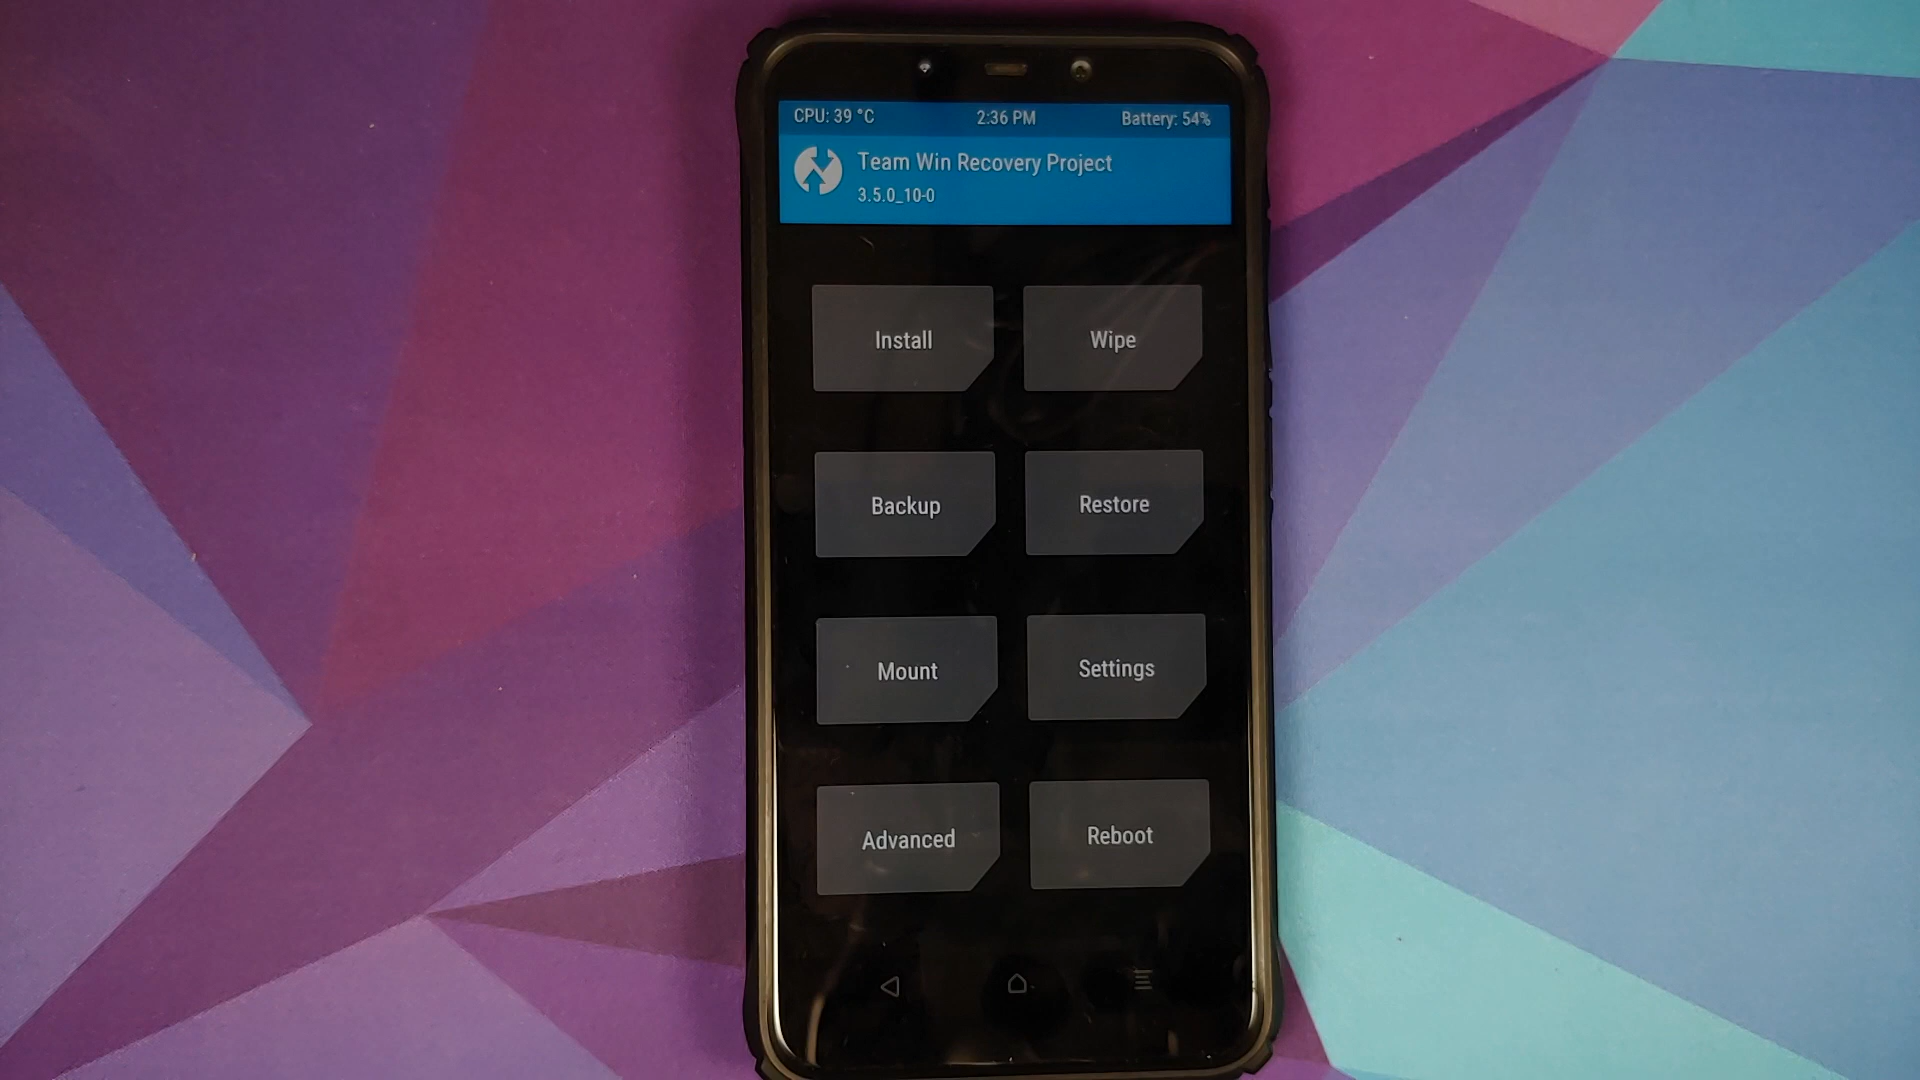 CPU: 39 °C
2:36 PM
Battery: 54%
Team Win Recovery Project
3.5.0_10-0
Install
Wipe
Backup
Restore
Mount
Settings
Advanced
Reboot